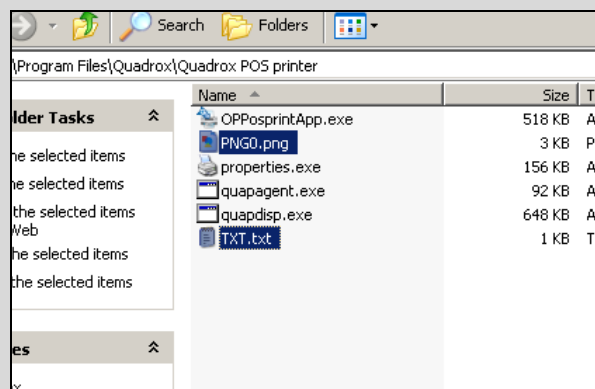 Search Folders
\Program Files\Quadrox\Quadrox POS printer
Name Size T
lder Tasks
OPPosprintApp.exe 518 KB A
PNG0.png 3 KB P
he selected items
properties.exe 156 KB A
he selected items
quapagent.exe 92 KB A
the selected items
quapdisp.exe 648 KB A
Web
TXT.txt 1 KB T
he selected items
the selected items
es
x